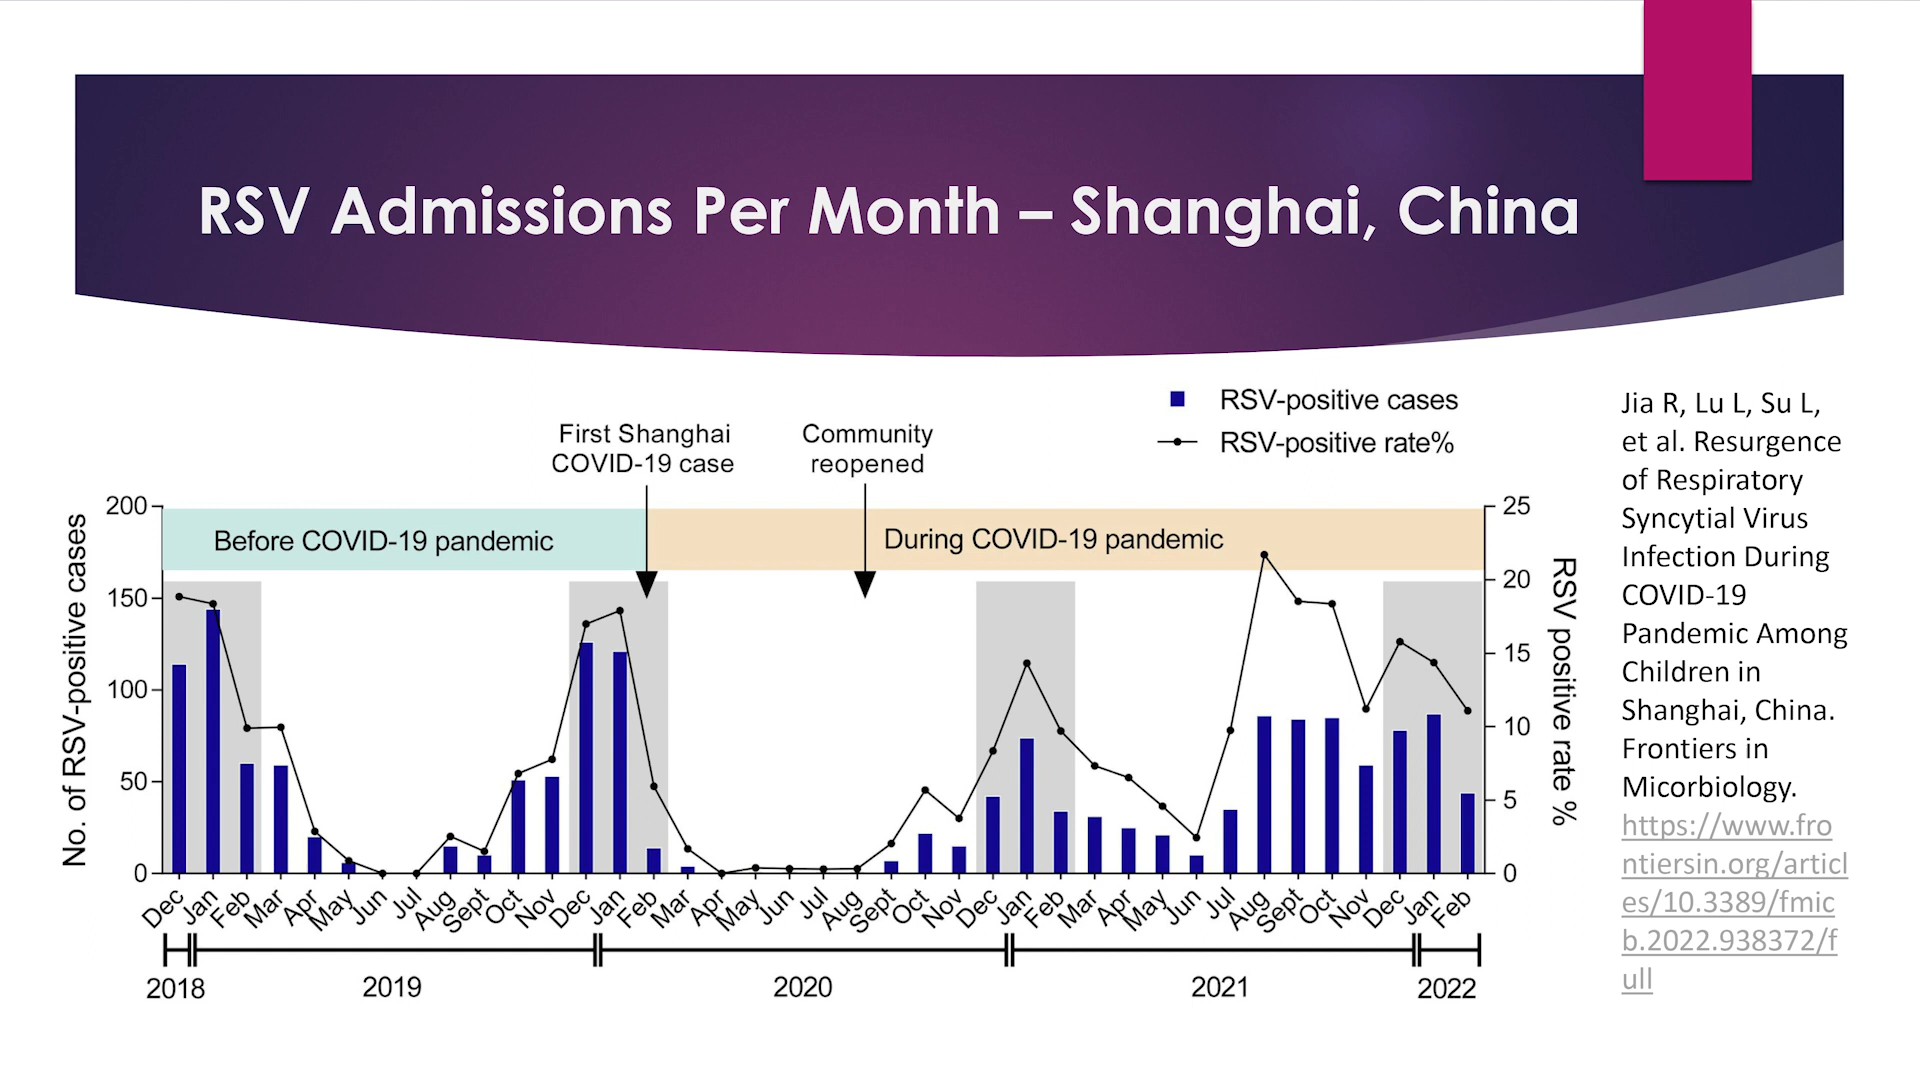 RSV Admissions Per Month – Shanghai, China
RSV-positive cases
RSV-positive rate%
First Shanghai
COVID-19 case
Community
reopened
Before COVID-19 pandemic
During COVID-19 pandemic
No. of RSV-positive cases
200
150
100
50
0
25
20
15
10
5
0
RSV positive rate %
Dec Jan Feb Mar Apr May Jun Jul Aug Sept Oct Nov Dec Jan Feb Mar Apr May Jun Jul Aug Sept Oct Nov Dec Jan Feb Mar Apr May Jun Jul Aug Sept Oct Nov Dec Jan Feb
2018 2019 2020 2021 2022
Jia R, Lu L, Su L,
et al. Resurgence
of Respiratory
Syncytial Virus
Infection During
COVID-19
Pandemic Among
Children in
Shanghai, China.
Frontiers in
Micorbiology.
https://www.fro
ntiersin.org/articl
es/10.3389/fmic
b.2022.938372/f
ull